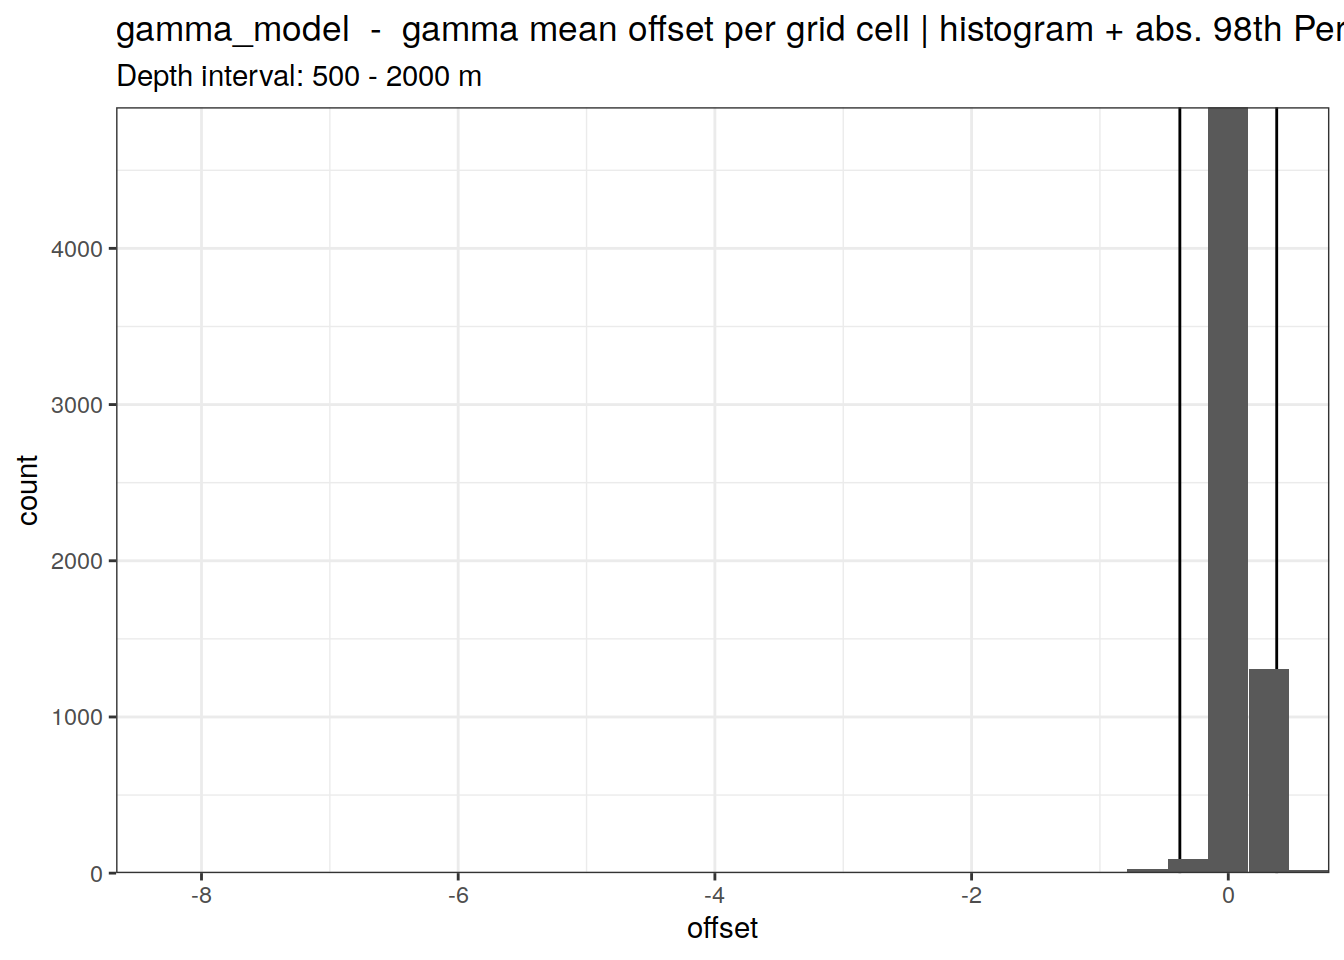 gamma_model  -  gamma mean offset per grid cell | histogram + abs. 98th Per
Depth interval: 500 - 2000 m
4000
3000
count
2000
1000
0
-8
-6
-4
-2
0
offset